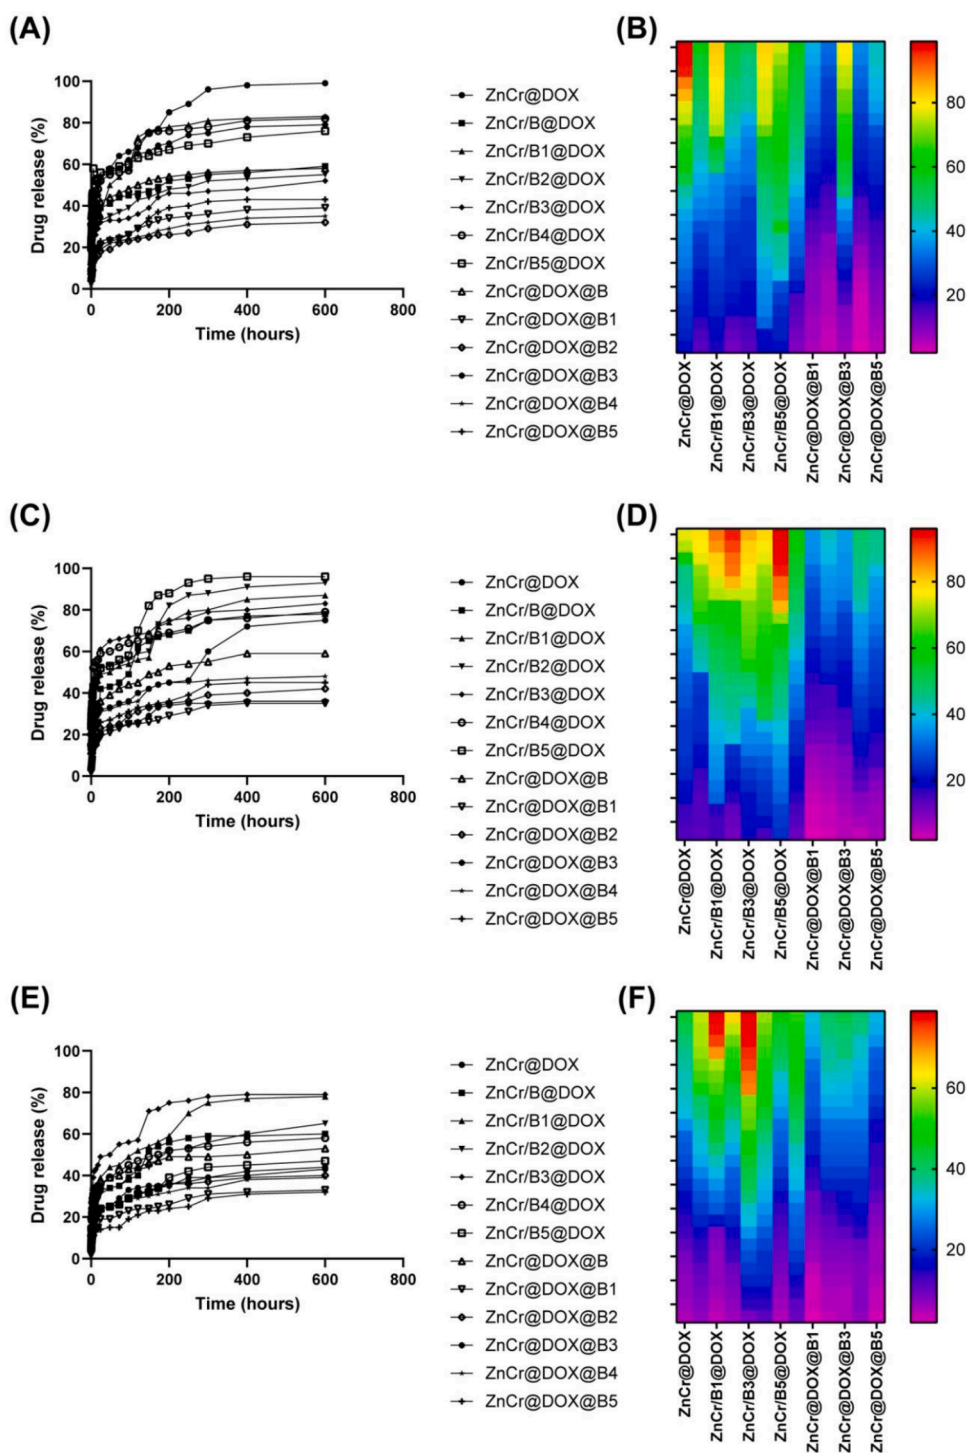 (A)
100
80
60
40
20
0
0 200 400 600 800
Drug release (%)
Time (hours)
ZnCr@DOX
ZnCr/B@DOX
ZnCr/B1@DOX
ZnCr/B2@DOX
ZnCr/B3@DOX
ZnCr/B4@DOX
ZnCr/B5@DOX
ZnCr@DOX@B
ZnCr@DOX@B1
ZnCr@DOX@B2
ZnCr@DOX@B3
ZnCr@DOX@B4
ZnCr@DOX@B5
(B)
80
60
40
20
ZnCr@DOX
ZnCr/B1@DOX
ZnCr/B3@DOX
ZnCr/B5@DOX
ZnCr@DOX@B1
ZnCr@DOX@B3
ZnCr@DOX@B5
(C)
100
80
60
40
20
0
0 200 400 600 800
Drug release (%)
Time (hours)
ZnCr@DOX
ZnCr/B@DOX
ZnCr/B1@DOX
ZnCr/B2@DOX
ZnCr/B3@DOX
ZnCr/B4@DOX
ZnCr/B5@DOX
ZnCr@DOX@B
ZnCr@DOX@B1
ZnCr@DOX@B2
ZnCr@DOX@B3
ZnCr@DOX@B4
ZnCr@DOX@B5
(D)
80
60
40
20
ZnCr@DOX
ZnCr/B1@DOX
ZnCr/B3@DOX
ZnCr/B5@DOX
ZnCr@DOX@B1
ZnCr@DOX@B3
ZnCr@DOX@B5
(E)
100
80
60
40
20
0
0 200 400 600 800
Drug release (%)
Time (hours)
ZnCr@DOX
ZnCr/B@DOX
ZnCr/B1@DOX
ZnCr/B2@DOX
ZnCr/B3@DOX
ZnCr/B4@DOX
ZnCr/B5@DOX
ZnCr@DOX@B
ZnCr@DOX@B1
ZnCr@DOX@B2
ZnCr@DOX@B3
ZnCr@DOX@B4
ZnCr@DOX@B5
(F)
60
40
20
ZnCr@DOX
ZnCr/B1@DOX
ZnCr/B3@DOX
ZnCr/B5@DOX
ZnCr@DOX@B1
ZnCr@DOX@B3
ZnCr@DOX@B5